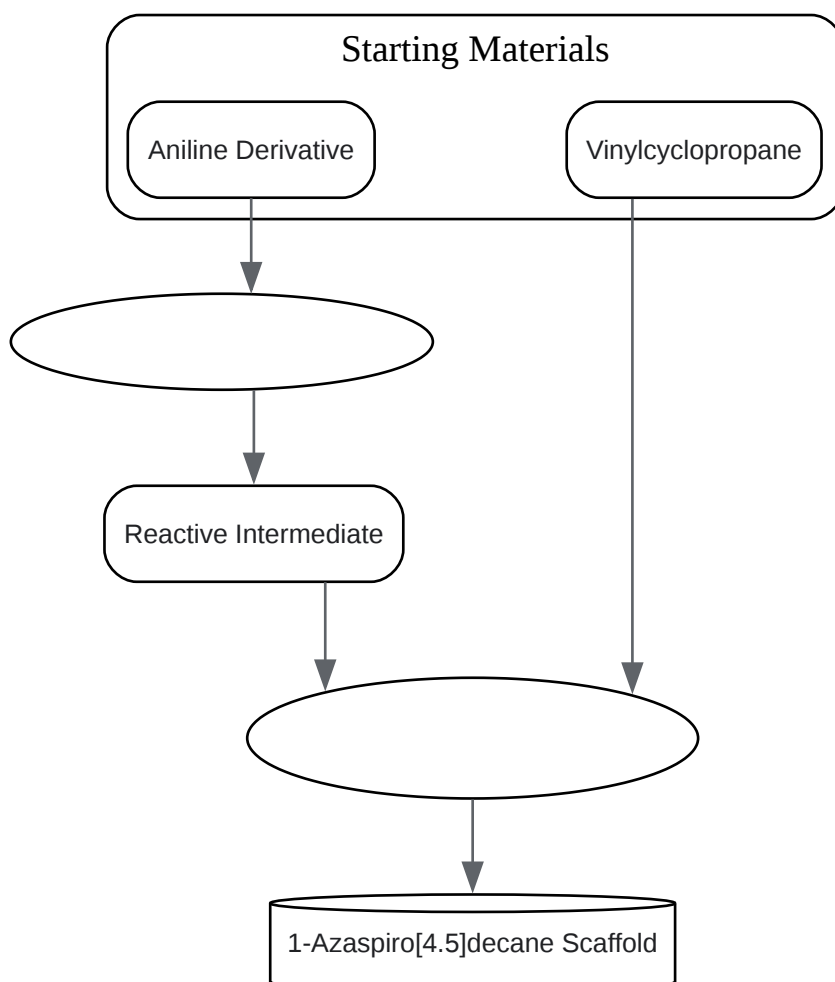 Starting Materials
Aniline Derivative
Vinylcyclopropane
Reactive Intermediate
1-Azaspiro[4.5]decane Scaffold